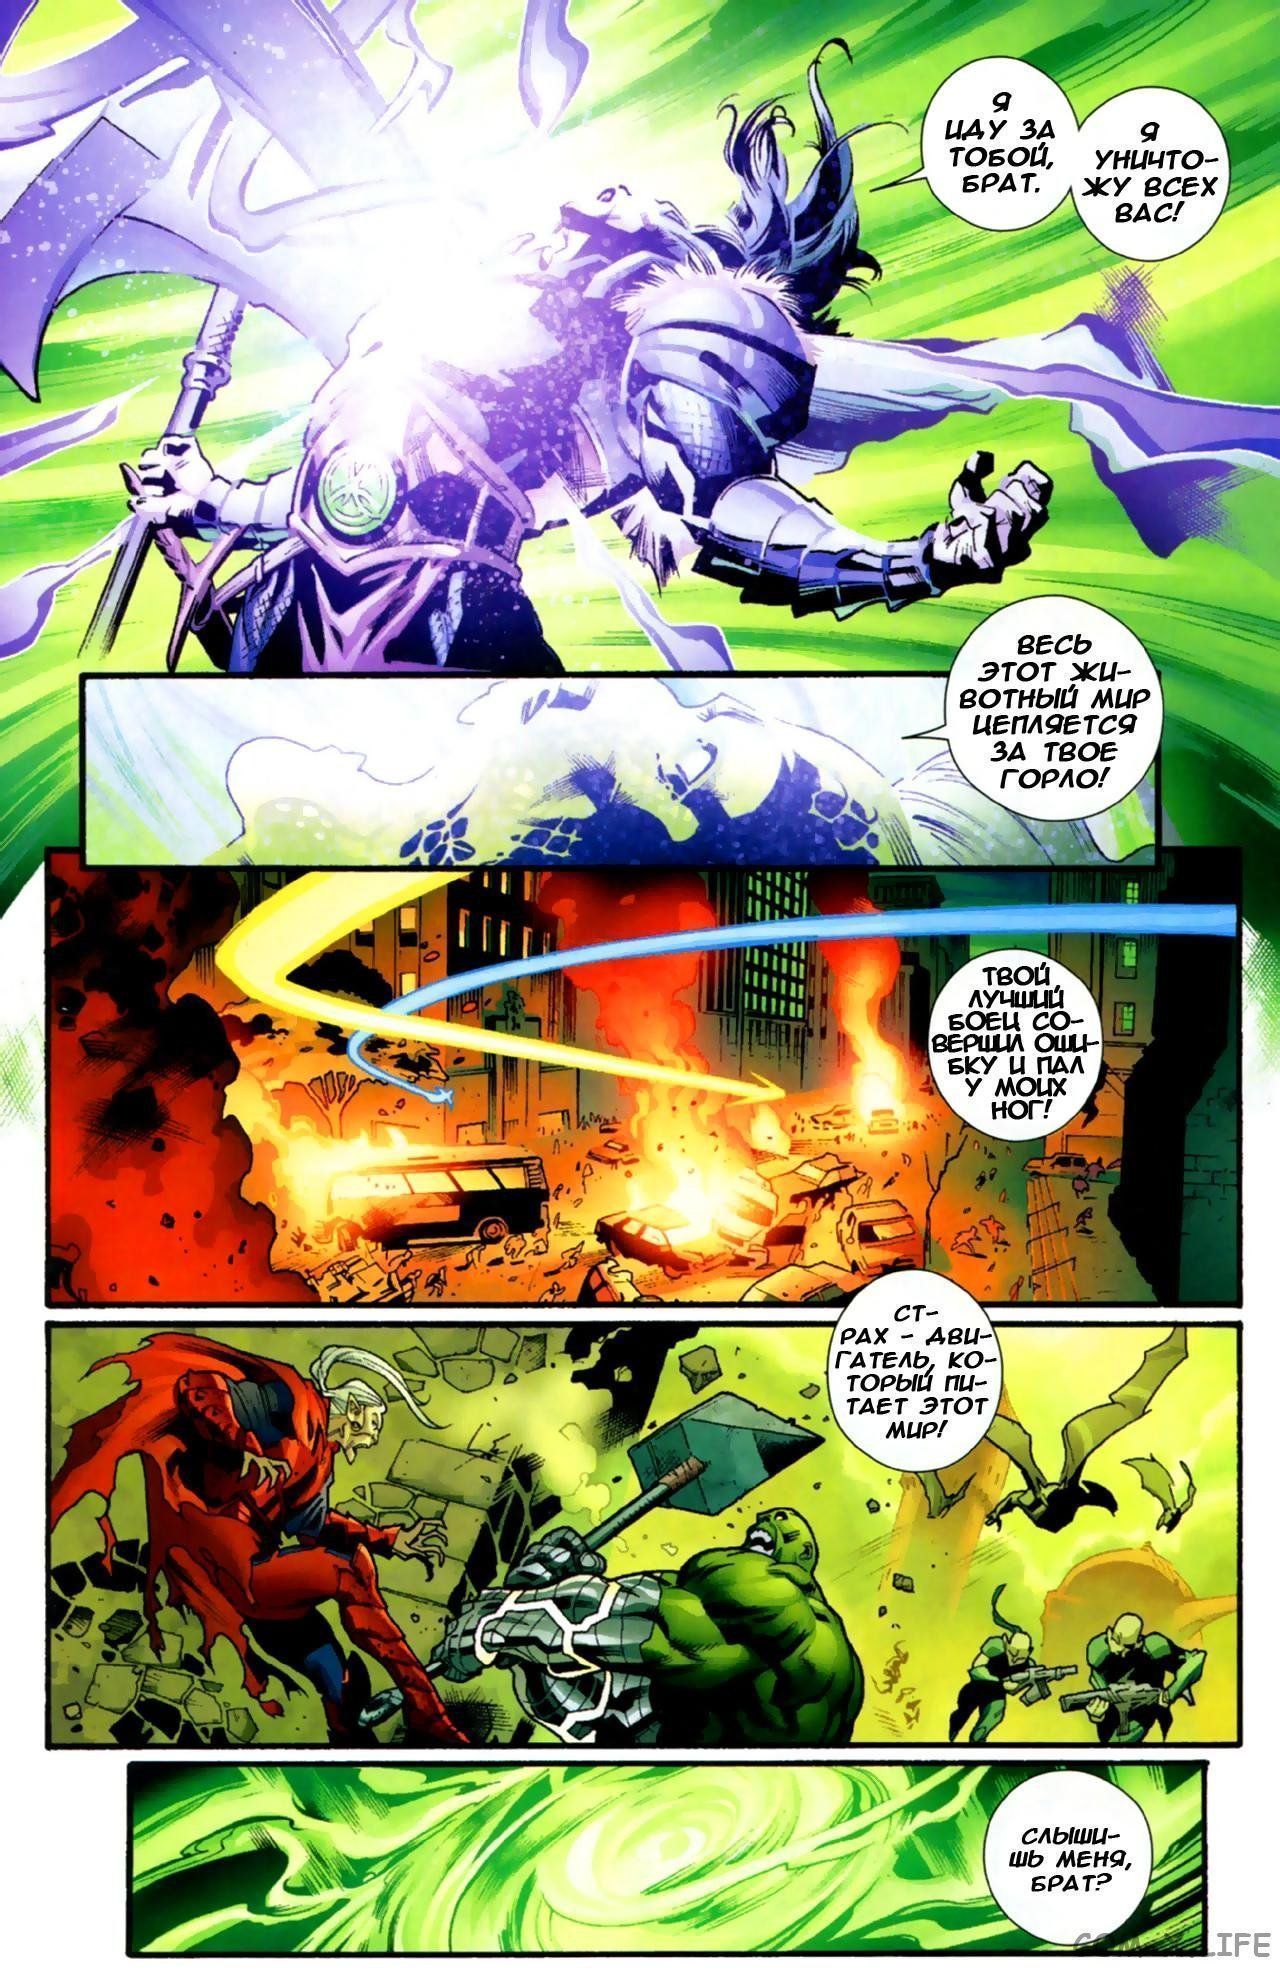 Я
ИДУ ЗА
ТОБОЙ,
БРАТ.
Я
УНИЧТО-
ЖУ ВСЕХ
ВАС!
ВЕСЬ
ЭТОТ ЖИ-
ВОТНЫЙ МИР
ЦЕПЛЯЕТСЯ
ЗА ТВОЕ
ГОРЛО!
ТВОЙ
ЛУЧШИЙ
БОЕЦ СО-
ВЕРШИЛ ОШИ-
БКУ И ПАЛ
У МОИХ
НОГ!
СТ-
РАХ - ДВИ-
ГАТЕЛЬ, КО-
ТОРЫЙ ПИ-
ТАЕТ ЭТОТ
МИР!
СЛЫШИ-
ШЬ МЕНЯ,
БРАТ?
LIFE